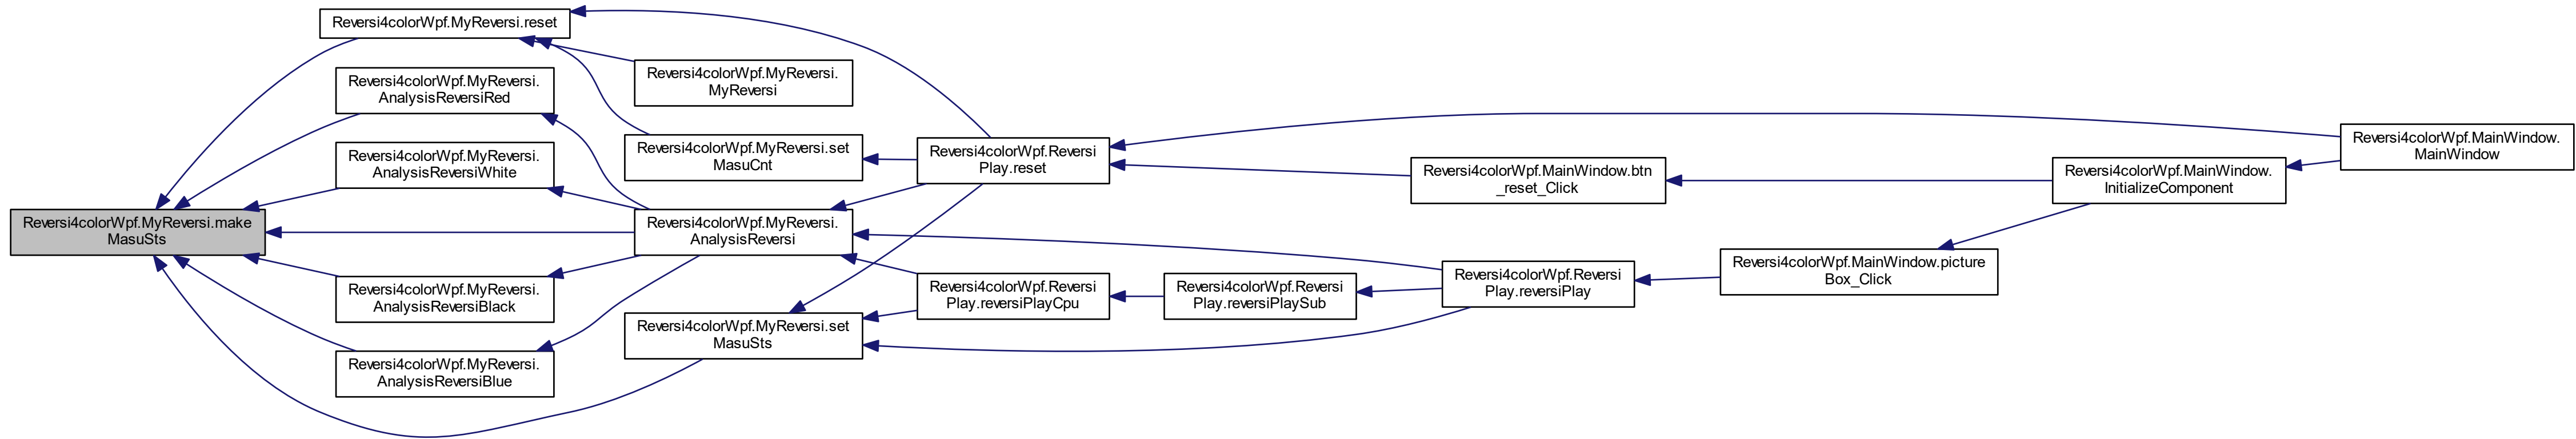 Reversi4colorWpf.MyReversi.make
MasuSts
Reversi4colorWpf.MyReversi.reset
Reversi4colorWpf.MyReversi.
AnalysisReversiRed
Reversi4colorWpf.MyReversi.
AnalysisReversiWhite
Reversi4colorWpf.MyReversi.
AnalysisReversiBlack
Reversi4colorWpf.MyReversi.
AnalysisReversiBlue
Reversi4colorWpf.MyReversi.
MyReversi
Reversi4colorWpf.MyReversi.set
MasuCnt
Reversi4colorWpf.MyReversi.
AnalysisReversi
Reversi4colorWpf.MyReversi.set
MasuSts
Reversi4colorWpf.Reversi
Play.reset
Reversi4colorWpf.Reversi
Play.reversiPlayCpu
Reversi4colorWpf.Reversi
Play.reversiPlaySub
Reversi4colorWpf.MainWindow.btn
_reset_Click
Reversi4colorWpf.Reversi
Play.reversiPlay
Reversi4colorWpf.MainWindow.picture
Box_Click
Reversi4colorWpf.MainWindow.
InitializeComponent
Reversi4colorWpf.MainWindow.
MainWindow